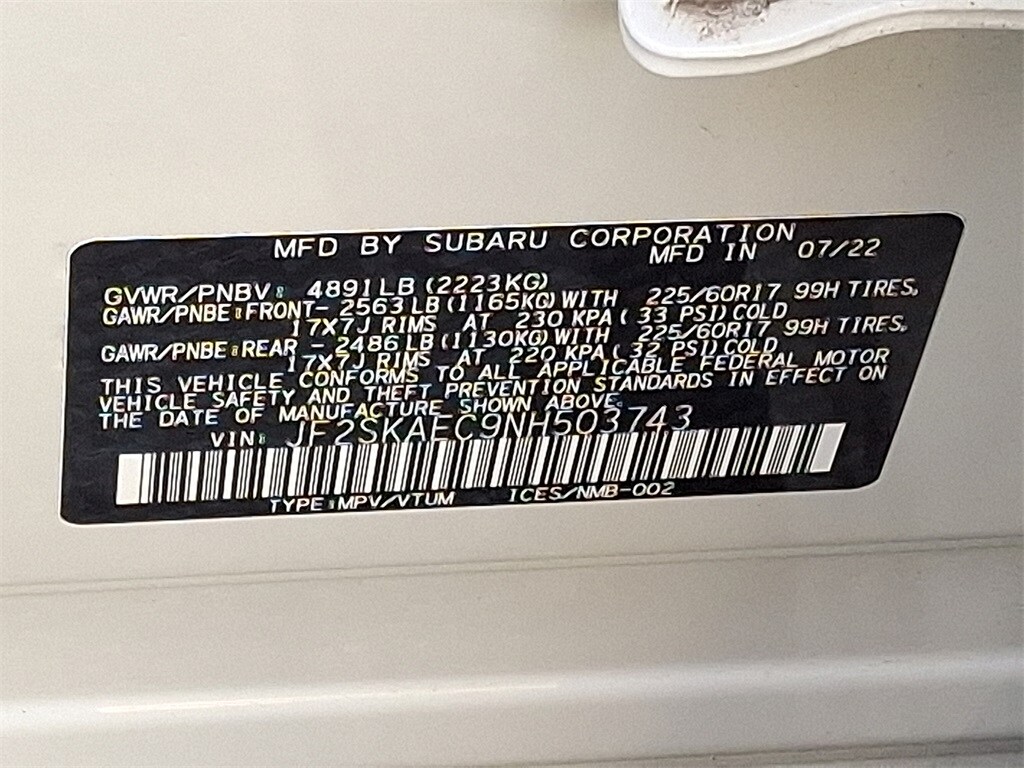 MFD BY SUBARU CORPORATION
MFD IN 07/22
GVWR/PNBV: 4891LB (2223KG)
GAWR/PNBE:FRONT- 2563LB (1165KG) WITH 225/60R17 99H TIRES,
17X7J RIMS AT 230 KPA ( 33 PSI) COLD
GAWR/PNBE:REAR - 2486LB (1130KG) WITH 225/60R17 99H TIRES,
17X7J RIMS AT 220 KPA ( 32 PSI) COLD
THIS VEHICLE CONFORMS TO ALL APPLICABLE FEDERAL MOTOR
VEHICLE SAFETY AND THEFT PREVENTION STANDARDS IN EFFECT ON
THE DATE OF MANUFACTURE SHOWN ABOVE.
VIN: JF2SKAEC9NH503743
TYPE:MPV/VTUM ICES/NMB-002